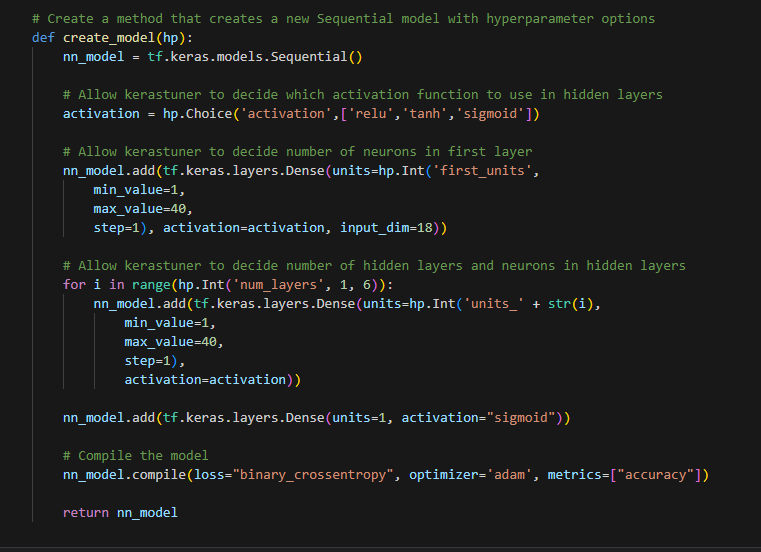 # Create a method that creates a new Sequential model with hyperparameter options
def create_model(hp):
    nn_model = tf.keras.models.Sequential()
    # Allow kerastuner to decide which activation function to use in hidden layers
    activation = hp.Choice('activation',['relu','tanh','sigmoid'])
    # Allow kerastuner to decide number of neurons in first layer
    nn_model.add(tf.keras.layers.Dense(units=hp.Int('first_units',
        min_value=1,
        max_value=40,
        step=1), activation=activation, input_dim=18))
    # Allow kerastuner to decide number of hidden layers and neurons in hidden layers
    for i in range(hp.Int('num_layers', 1, 6)):
        nn_model.add(tf.keras.layers.Dense(units=hp.Int('units_' + str(i),
            min_value=1,
            max_value=40,
            step=1),
            activation=activation))
    nn_model.add(tf.keras.layers.Dense(units=1, activation="sigmoid"))
    # Compile the model
    nn_model.compile(loss="binary_crossentropy", optimizer='adam', metrics=["accuracy"])
    return nn_model